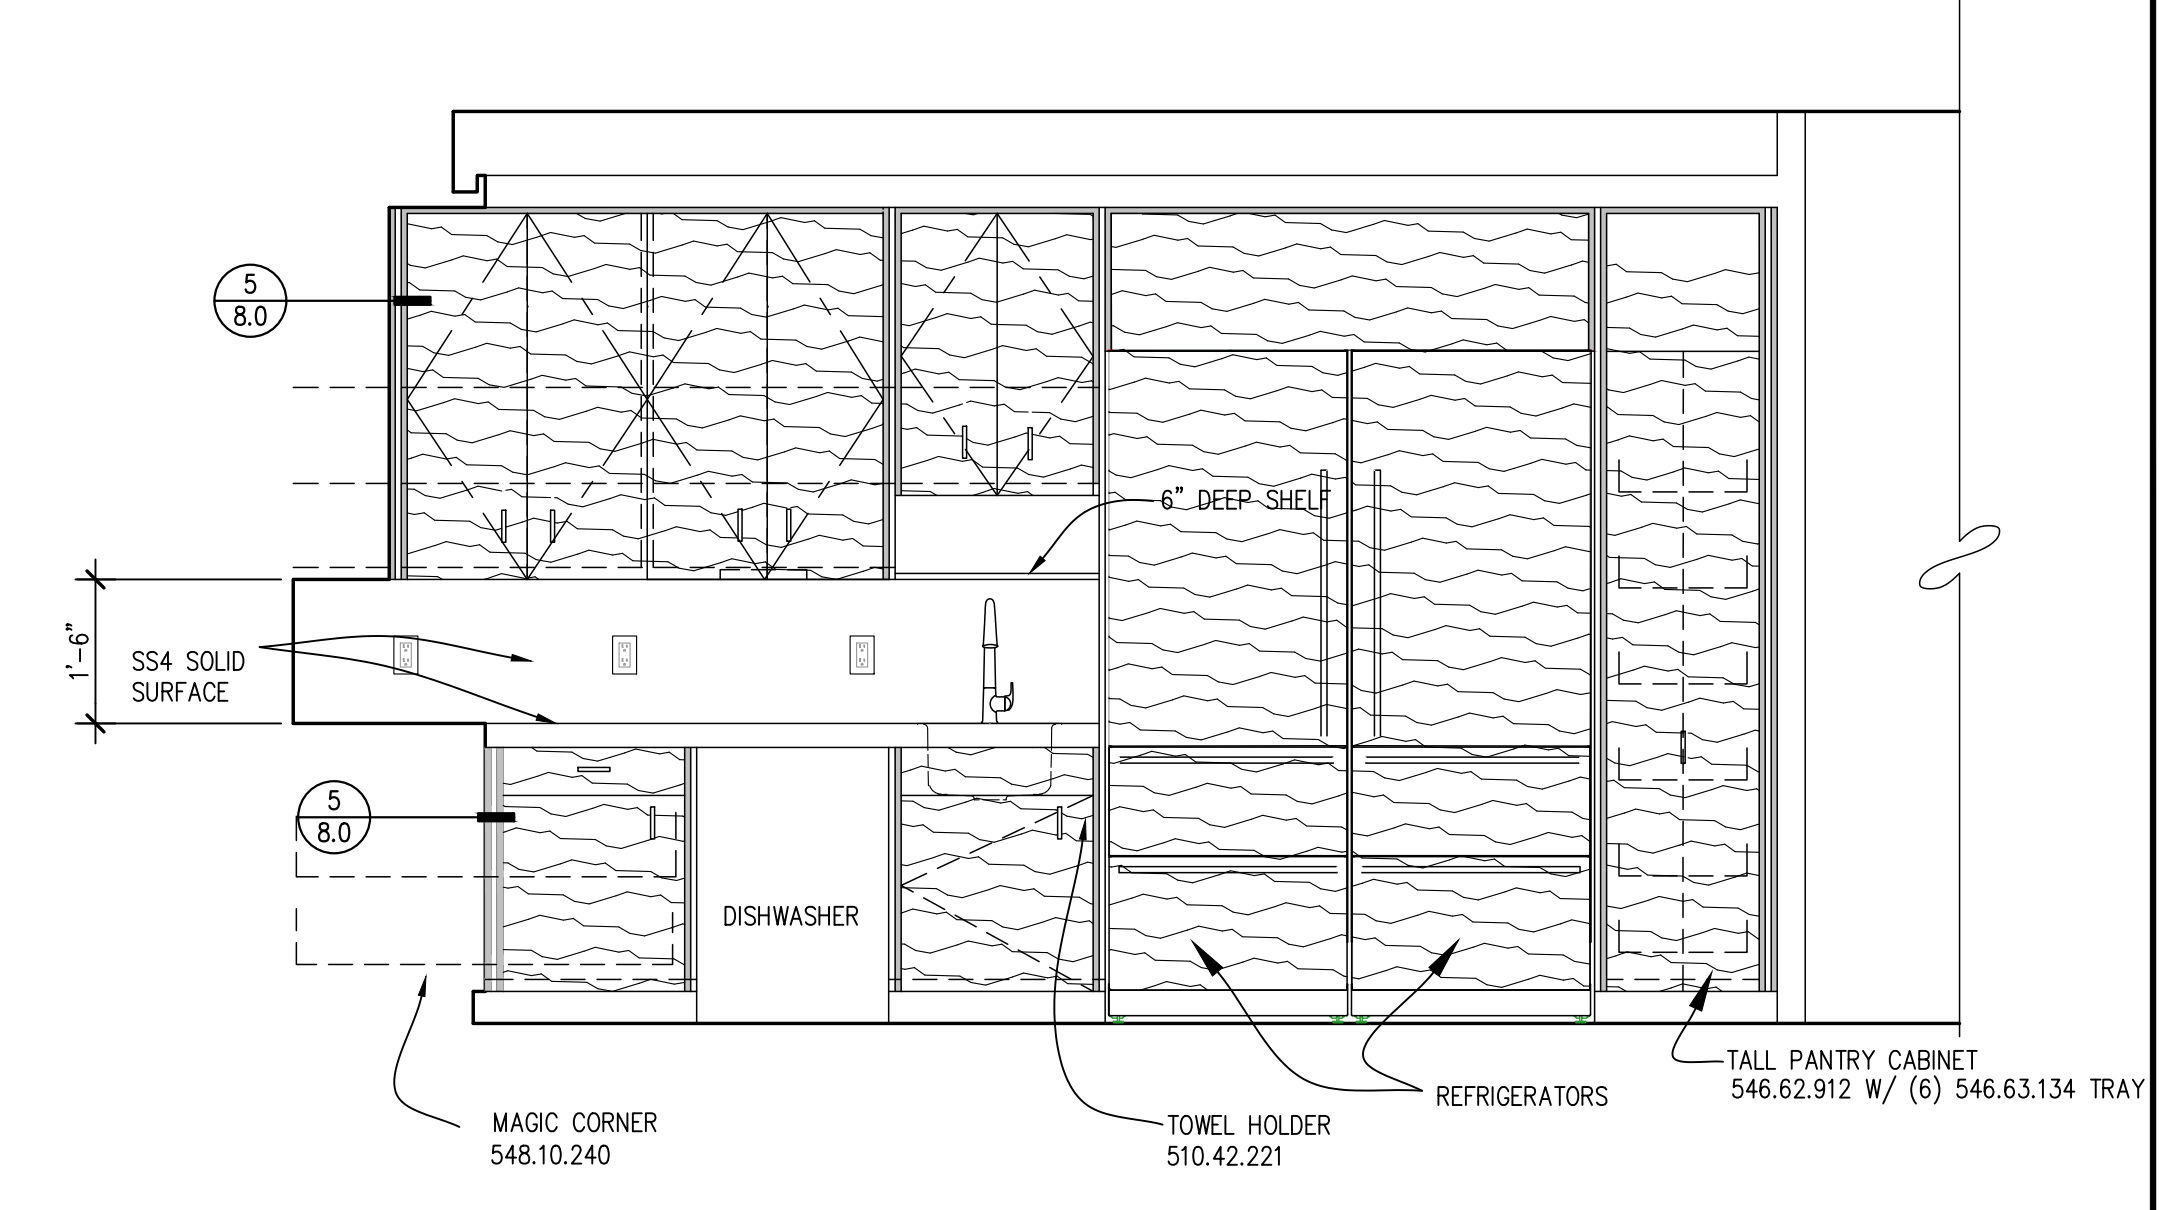 5
8.0
6" DEEP SHELF
1'-6"
SS4 SOLID
SURFACE
5
8.0
DISHWASHER
TALL PANTRY CABINET
546.62.912 W/ (6) 546.63.134 TRAY
REFRIGERATORS
MAGIC CORNER
548.10.240
TOWEL HOLDER
510.42.221